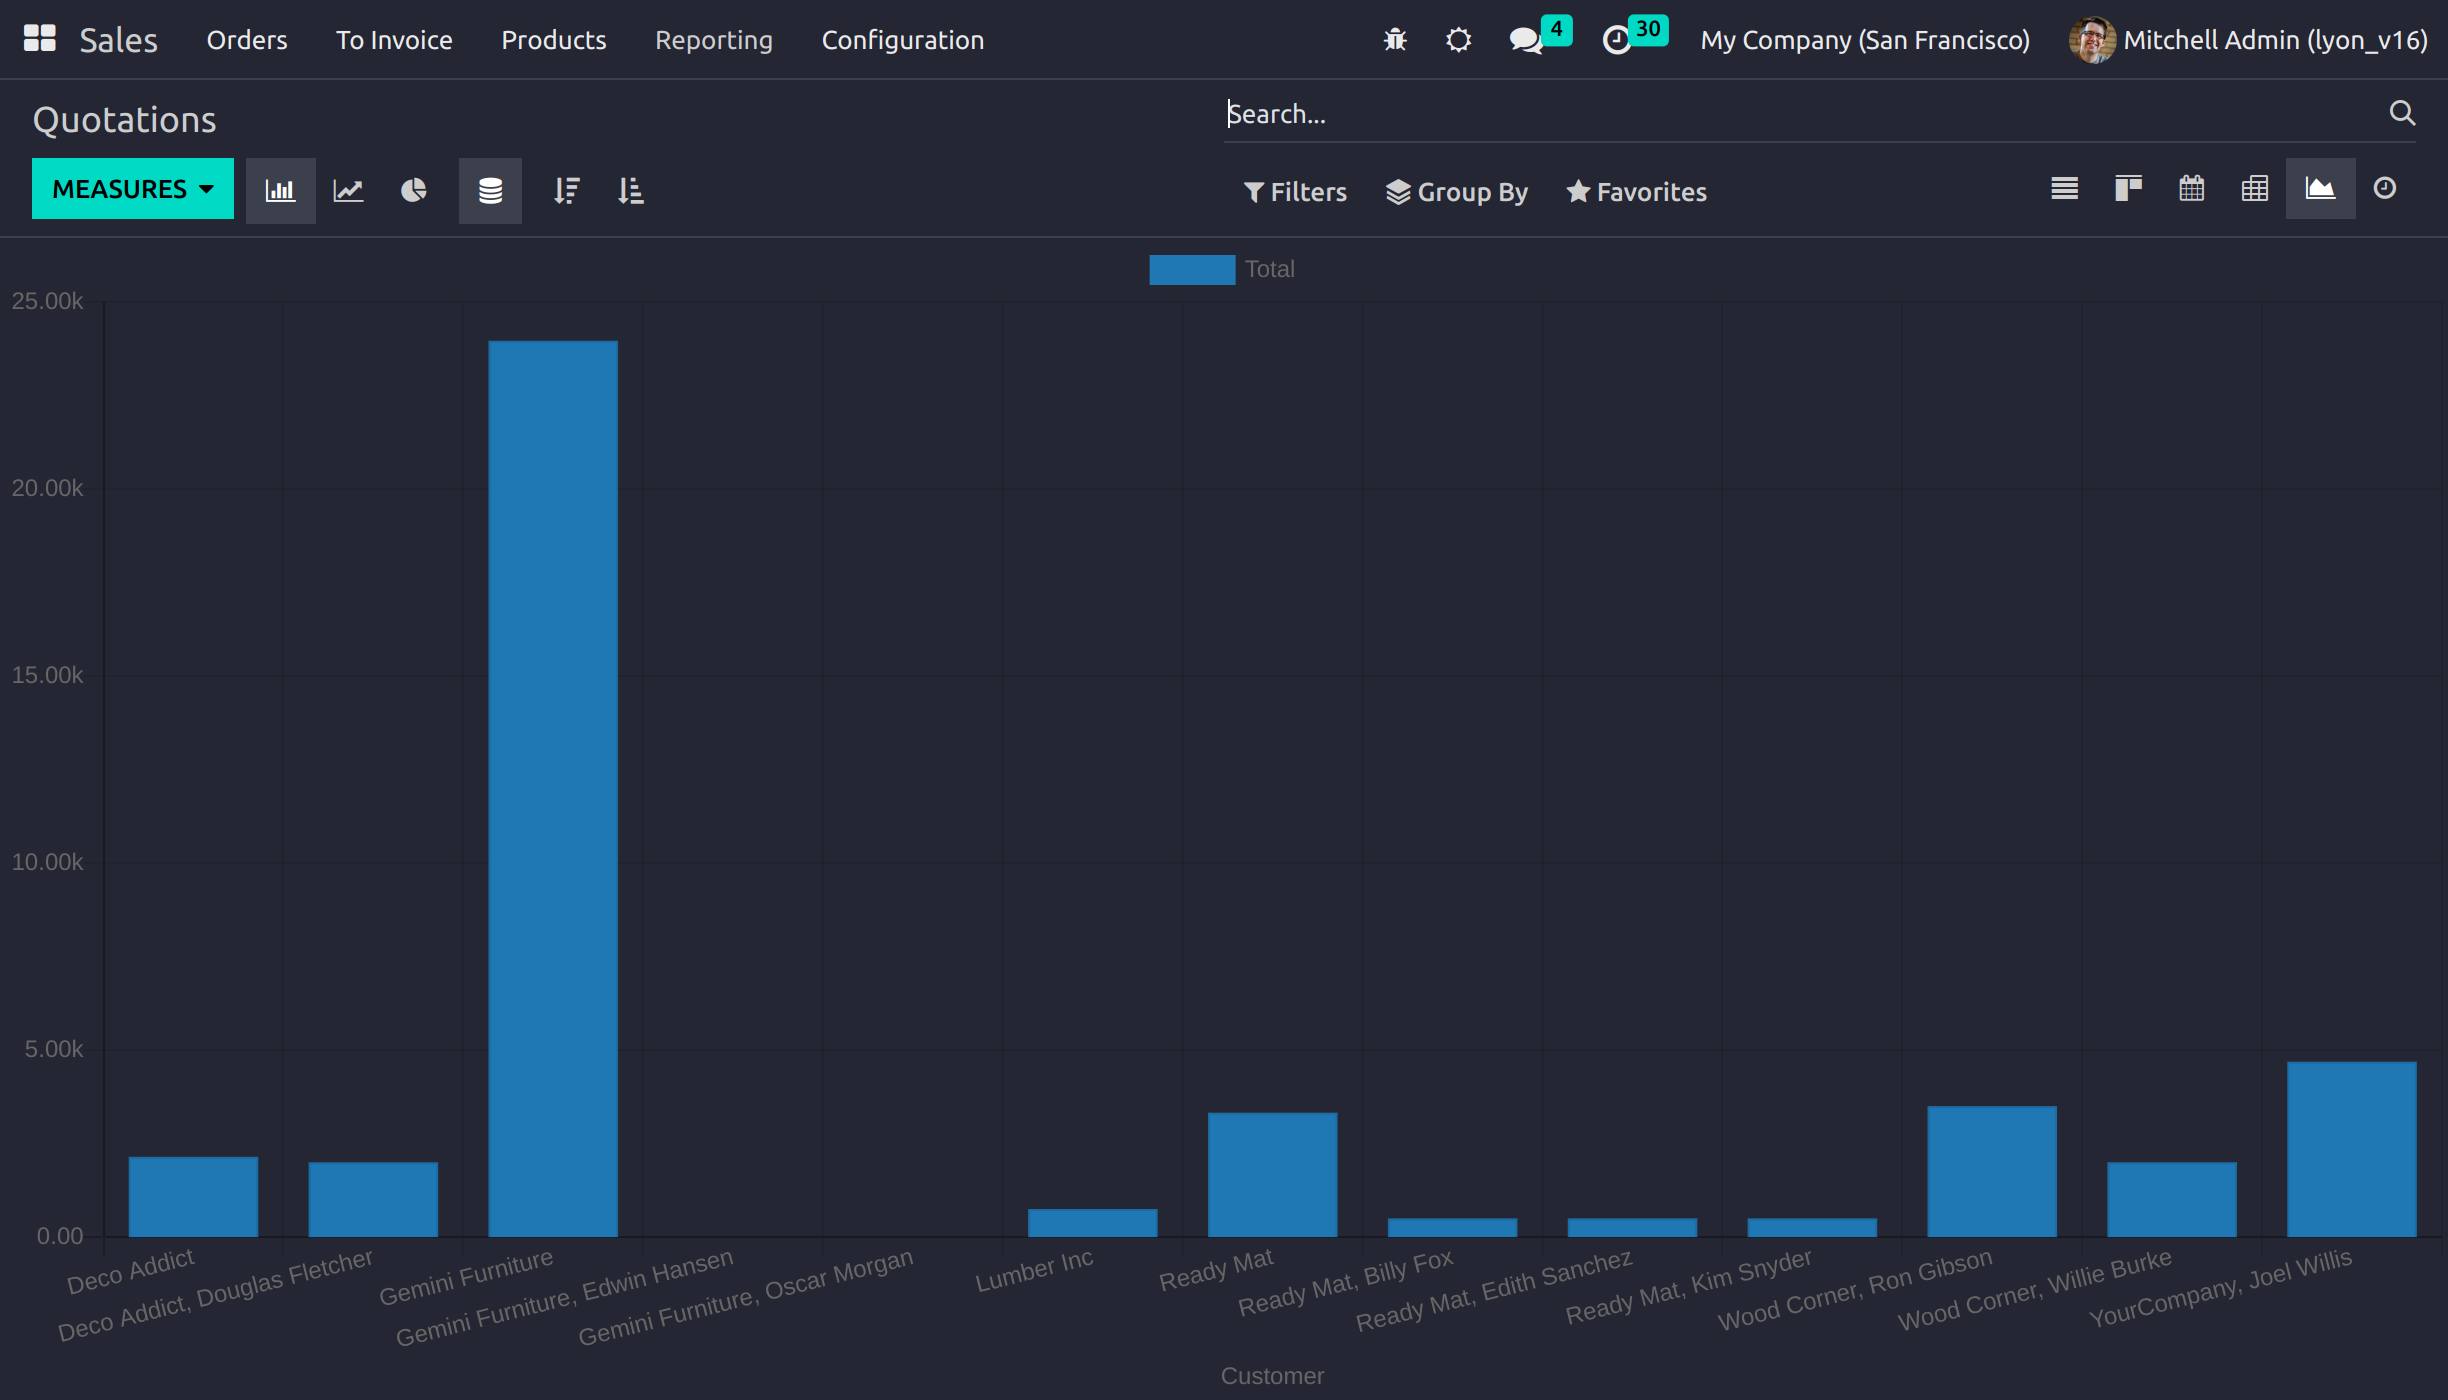 Sales Orders To Invoice Products Reporting Configuration 4 30 My Company (San Francisco) Mitchell Admin (lyon_v16)
Quotations
Search...
MEASURES
Filters Group By Favorites
Total
25.00k
20.00k
15.00k
10.00k
5.00k
0.00
Deco Addict
Deco Addict, Douglas Fletcher
Gemini Furniture
Gemini Furniture, Edwin Hansen
Gemini Furniture, Oscar Morgan
Lumber Inc
Ready Mat
Ready Mat, Billy Fox
Ready Mat, Edith Sanchez
Ready Mat, Kim Snyder
Wood Corner, Ron Gibson
Wood Corner, Willie Burke
YourCompany, Joel Willis
Customer